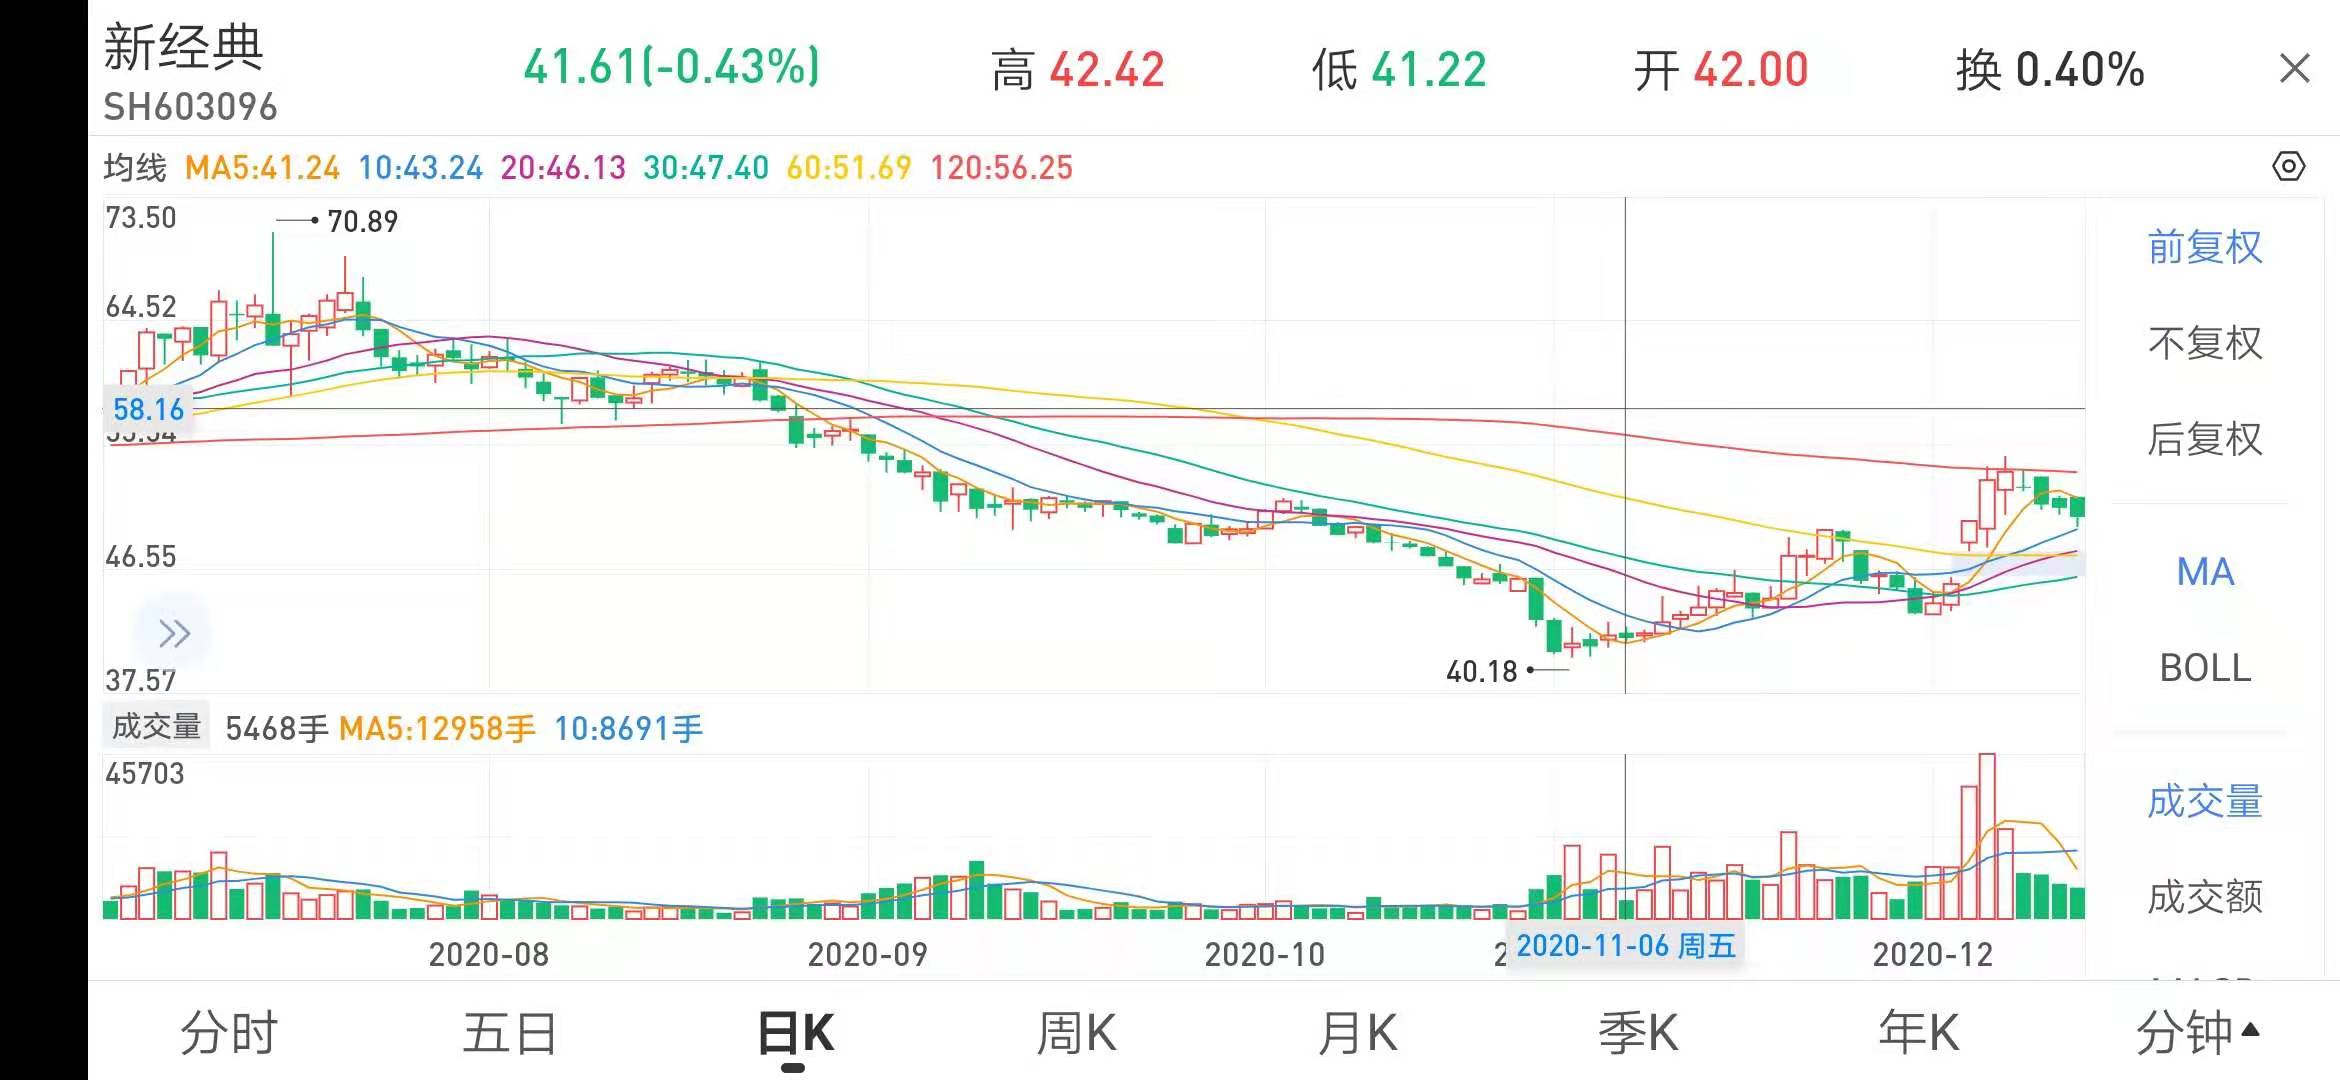 新经典
SH603096
41.61(-0.43%)
高 42.42
低 41.22
开 42.00
换 0.40%
均线 MA5:41.24 10:43.24 20:46.13 30:47.40 60:51.69 120:56.25
73.50
70.89
64.52
58.16
46.55
40.18
37.57
前复权
不复权
后复权
MA
BOLL
成交量 5468手 MA5:12958手 10:8691手
45703
成交量
成交额
2020-08
2020-09
2020-10
2020-11-06 周五
2020-12
分时
五日
日K
周K
月K
季K
年K
分钟